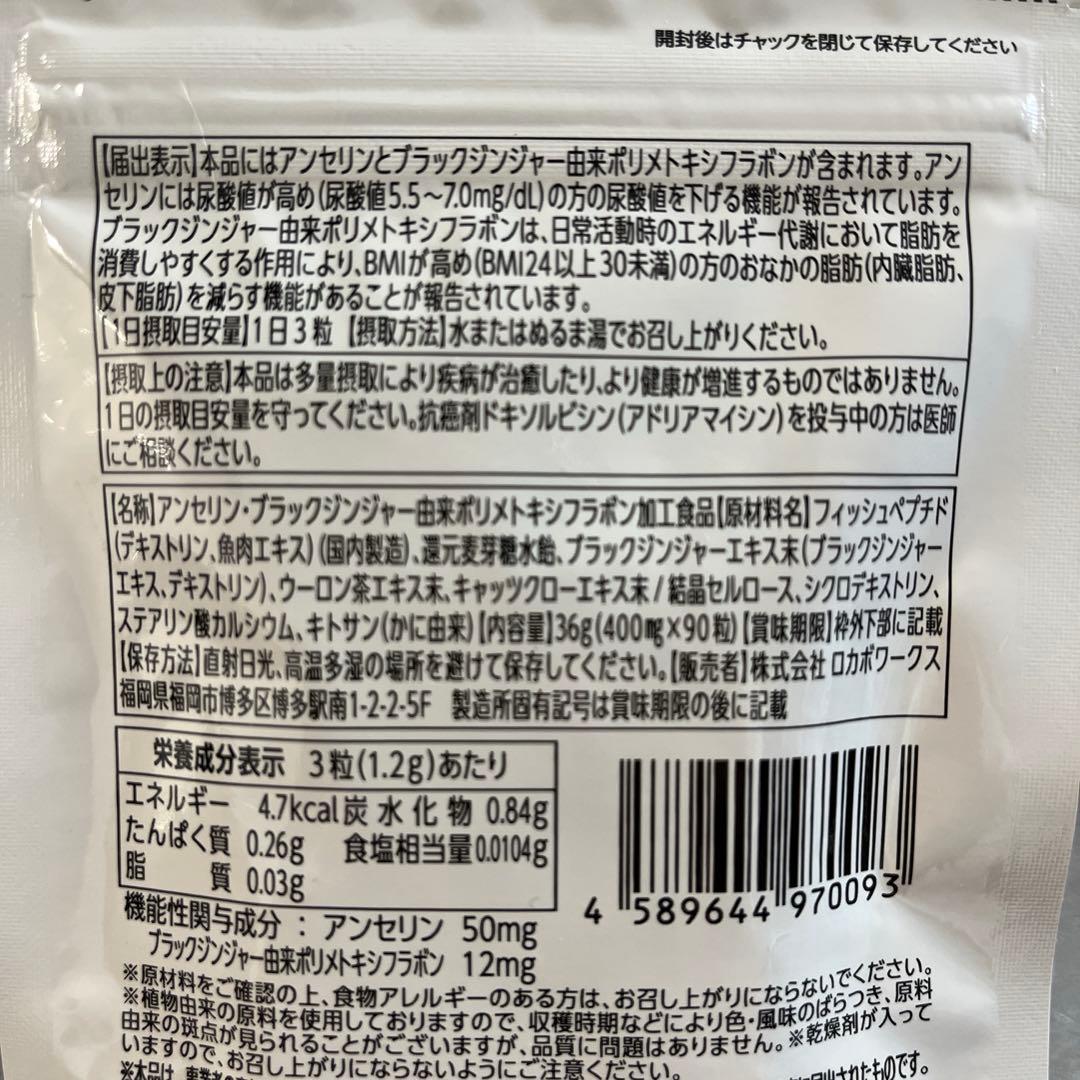 開封後はチャックを閉じて保存してください
【届出表示】本品にはアンセリンとブラックジンジャー由来ポリメトキシフラボンが含まれます。アン
セリンには尿酸値が高め(尿酸値5.5～7.0mg/dL)の方の尿酸値を下げる機能が報告されています。
ブラックジンジャー由来ポリメトキシフラボンは、日常活動時のエネルギー代謝において脂肪を
消費しやすくする作用により、BMIが高め(BMI24以上30未満)の方のおなかの脂肪(内臓脂肪、
皮下脂肪)を減らす機能があることが報告されています。
【1日摂取目安量】1日3粒 【摂取方法】水またはぬるま湯でお召し上がりください。
【摂取上の注意】本品は多量摂取により疾病が治癒したり、より健康が増進するものではありません。
1日の摂取目安量を守ってください。抗癌剤ドキソルビシン(アドリアマイシン)を投与中の方は医師
にご相談ください。
【名称】アンセリン・ブラックジンジャー由来ポリメトキシフラボン加工食品【原材料名】フィッシュペプチド
(デキストリン、魚肉エキス)(国内製造)、還元麦芽糖水飴、ブラックジンジャーエキス末(ブラックジンジャー
エキス、デキストリン)、ウーロン茶エキス末、キャッツクローエキス末/結晶セルロース、シクロデキストリン、
ステアリン酸カルシウム、キトサン(かに由来)【内容量】36g(400mg×90粒)【賞味期限】枠外下部に記載
【保存方法】直射日光、高温多湿の場所を避けて保存してください。【販売者】株式会社 ロカボワークス
福岡県福岡市博多区博多駅南1-2-2-5F 製造所固有記号は賞味期限の後に記載
栄養成分表示 3粒(1.2g)あたり
エネルギー 4.7kcal 炭水化物 0.84g
たんぱく質 0.26g 食塩相当量 0.0104g
脂質 0.03g
4 589644 970093
機能性関与成分：アンセリン 50mg
ブラックジンジャー由来ポリメトキシフラボン 12mg
※原材料をご確認の上、食物アレルギーのある方は、お召し上がりにならないでください。
※植物由来の原料を使用しておりますので、収穫時期などにより色・風味のばらつき、原料
由来の斑点が見られることがございますが、品質に問題はありません。※乾燥剤が入って
いますので、お召し上がりにならないようにご注意ください。
※本品は、事業者の